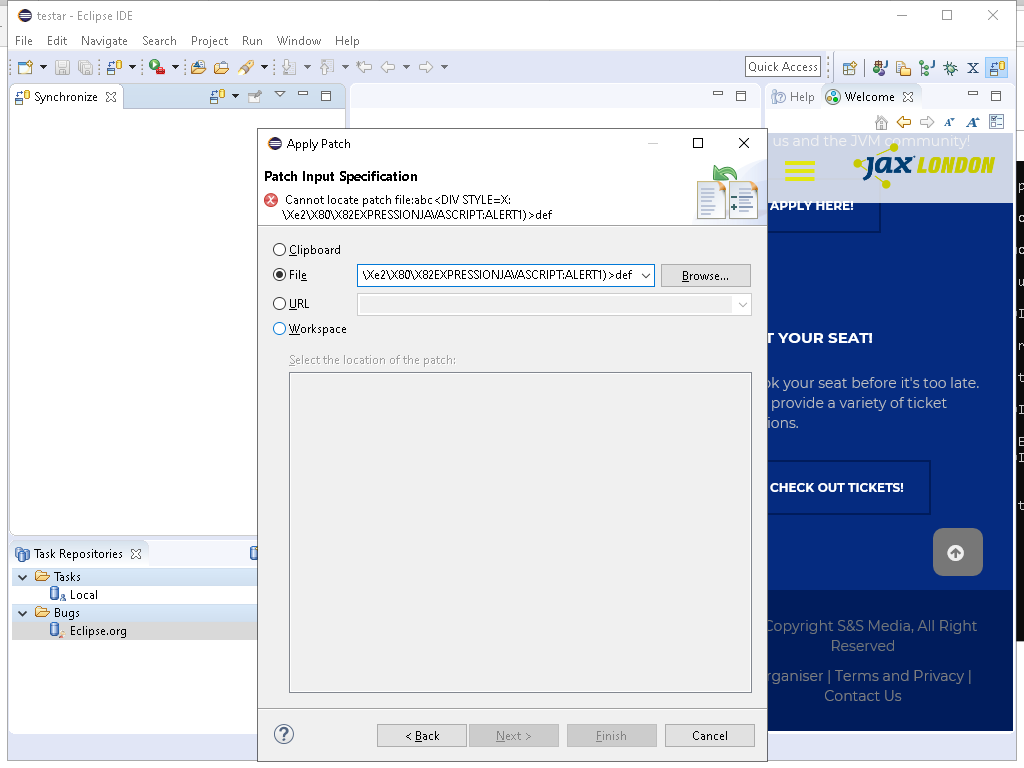 testar - Eclipse IDE
File Edit Navigate Search Project Run Window Help
Quick Access
Synchronize
Help
Welcome
us and the JVM community!
JAX LONDON
APPLY HERE!
T YOUR SEAT!
ok your seat before it's too late.
provide a variety of ticket
ions.
CHECK OUT TICKETS!
Copyright S&S Media, All Right
Reserved
rganiser | Terms and Privacy |
Contact Us
Apply Patch
Patch Input Specification
Cannot locate patch file:abc<DIV STYLE=X:
\Xe2\X80\X82EXPRESSIONJAVASCRIPT:ALERT1)>def
Clipboard
File
\Xe2\X80\X82EXPRESSIONJAVASCRIPT:ALERT1)>def
Browse...
URL
Workspace
Select the location of the patch:
< Back
Next >
Finish
Cancel
Task Repositories
Tasks
Local
Bugs
Eclipse.org